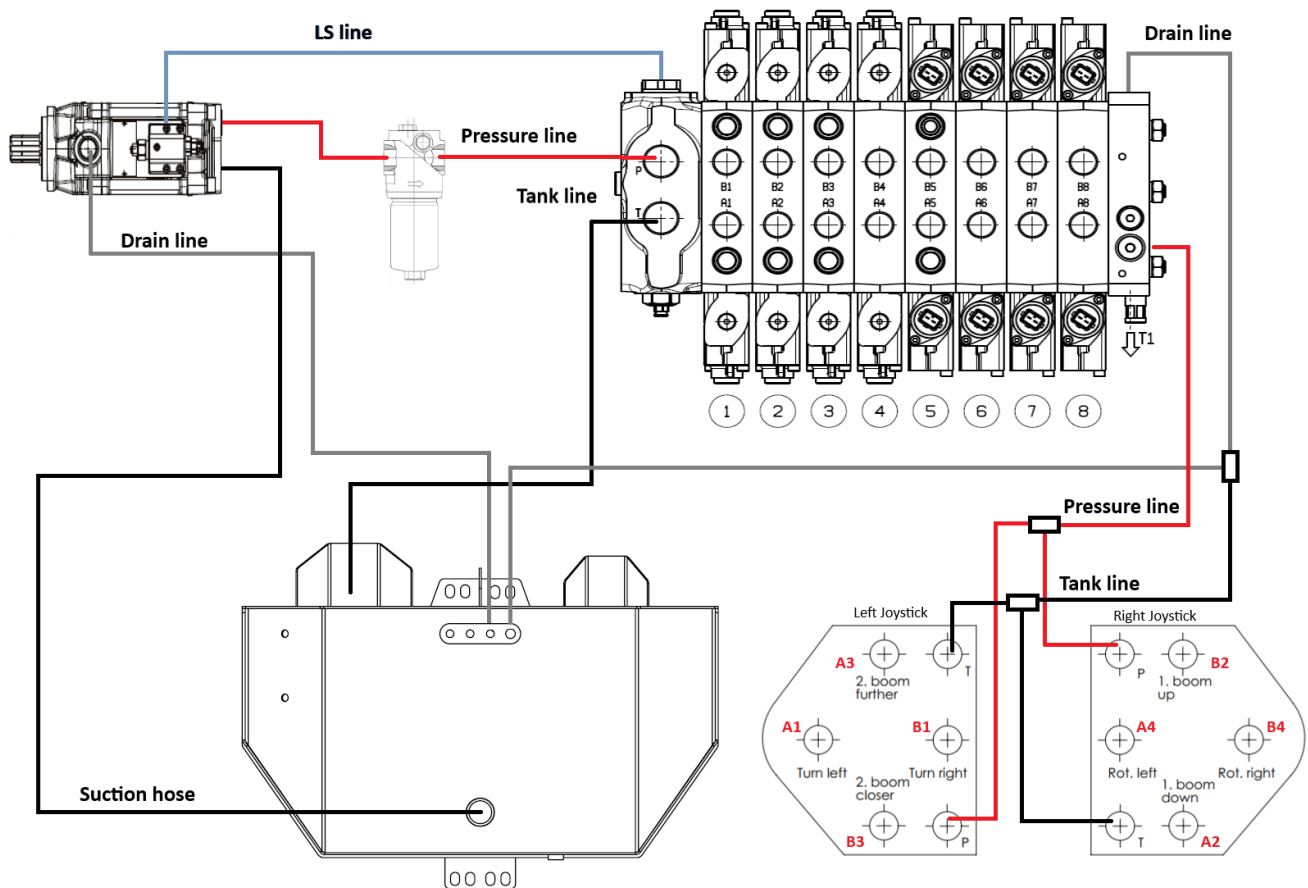 LS line
Drain line
Pressure line
P
Tank line
T
B1 B2 B3 B4 B5 B6 B7 B8
A1 A2 A3 A4 A5 A6 A7 A8
Drain line
T1
1 2 3 4 5 6 7 8
Pressure line
Tank line
Left Joystick
Right Joystick
A3
T
2. boom
further
A1
B1
Turn left
Turn right
2. boom
closer
B3
P
P
B2
1. boom
up
A4
B4
Rot. left
Rot. right
1. boom
down
T
A2
Suction hose